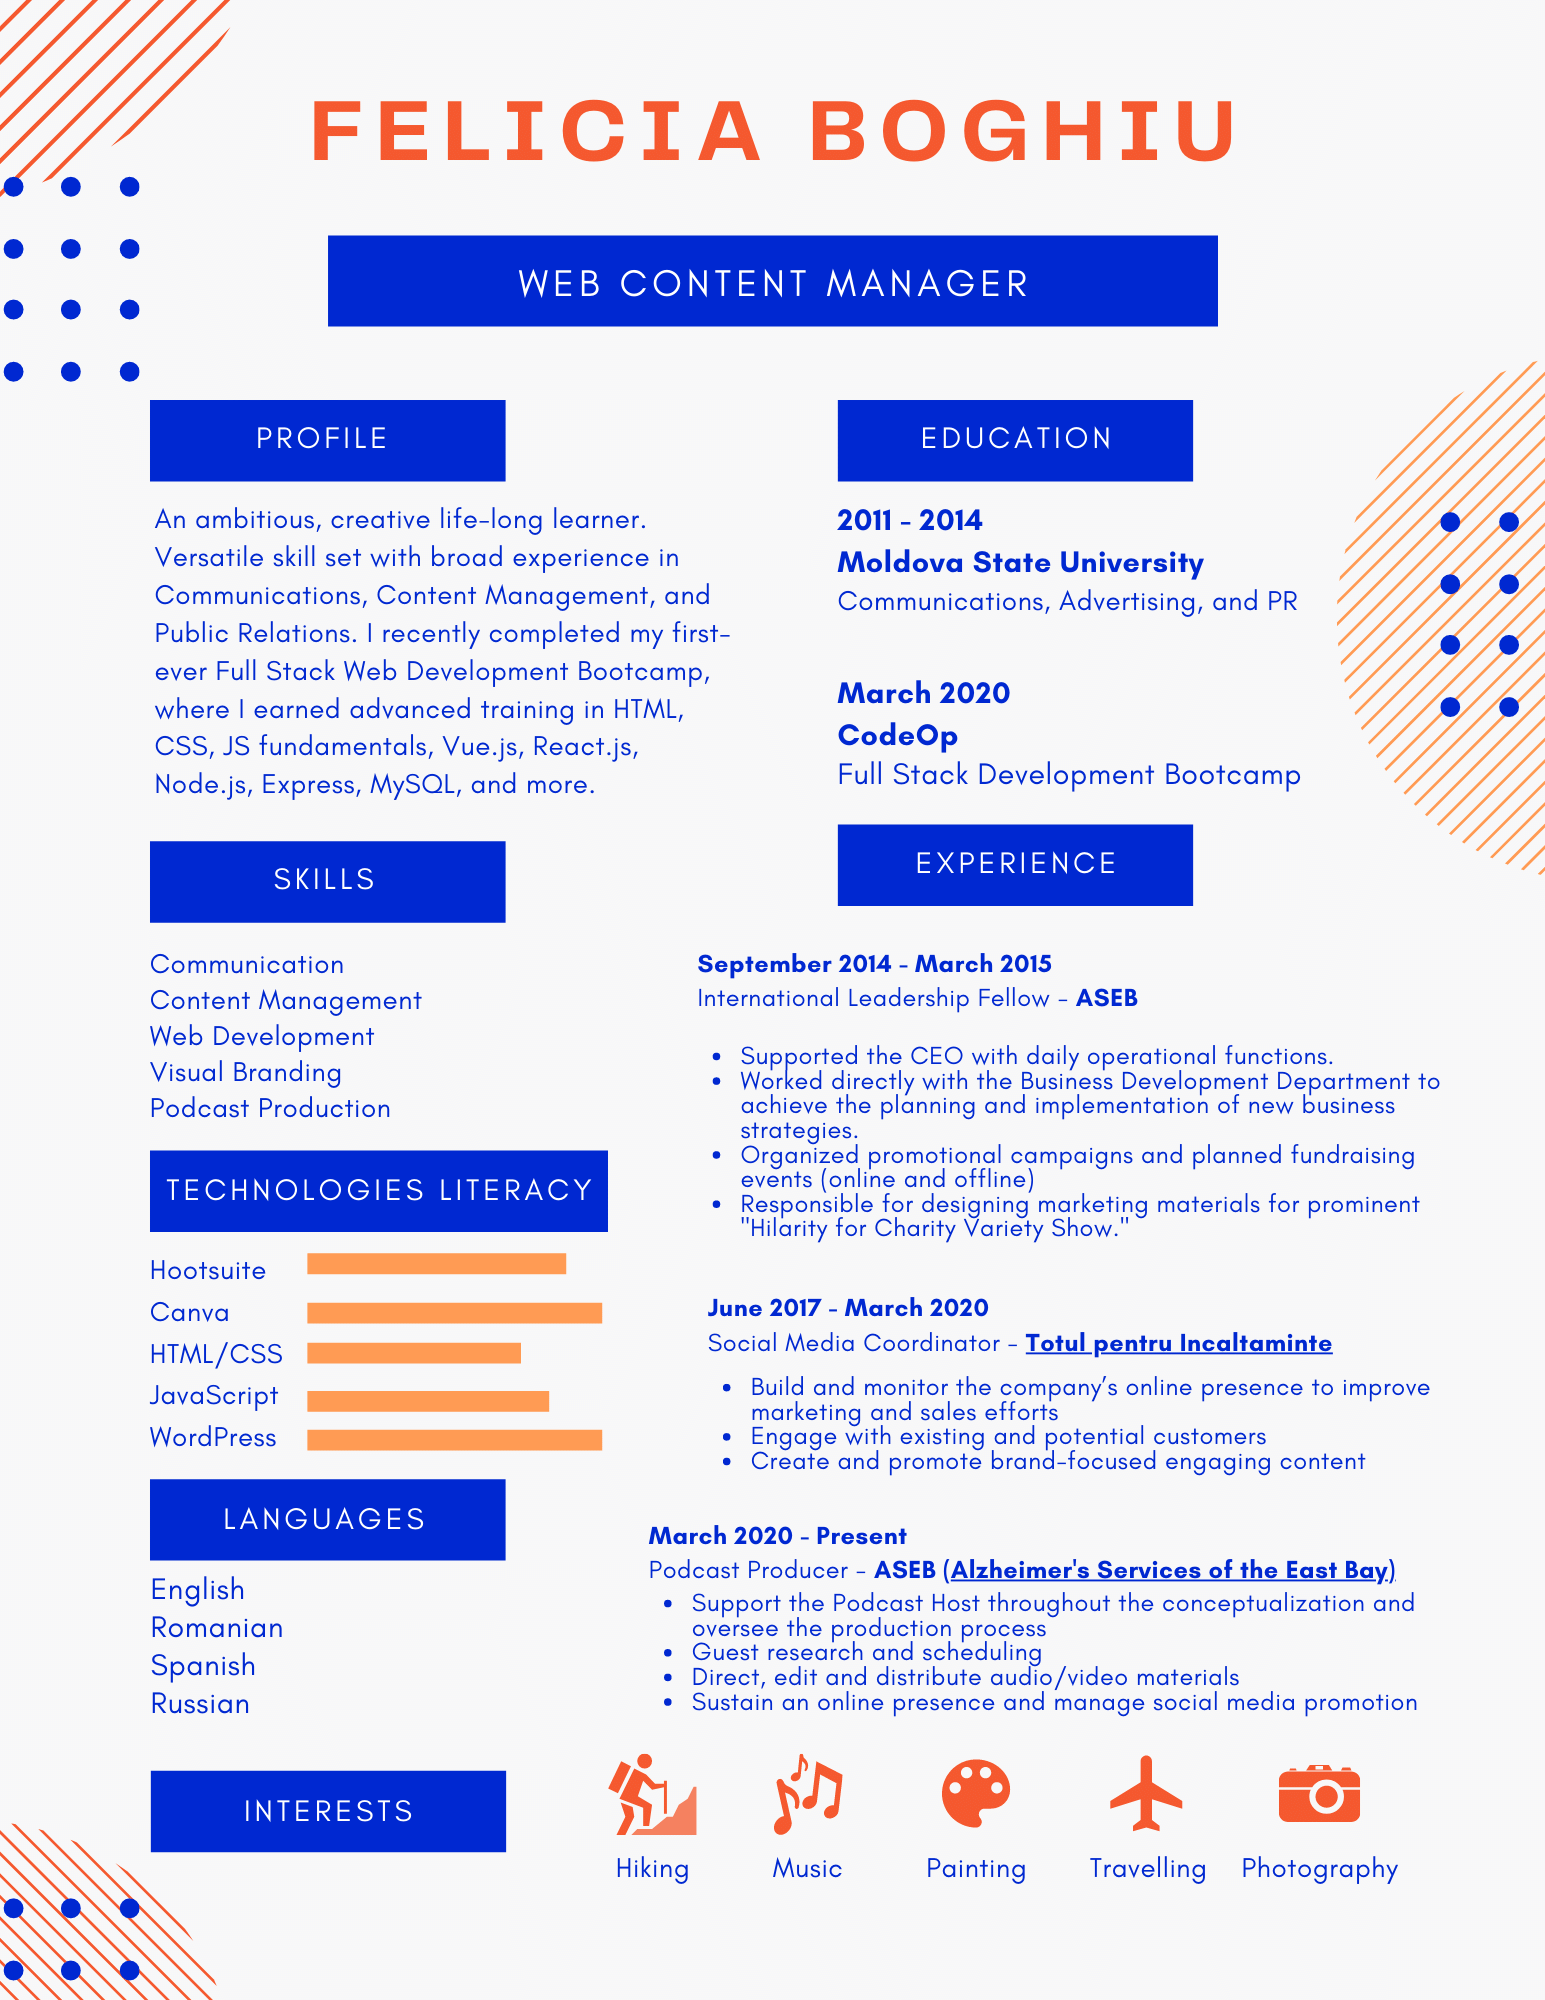 FELICIA BOGHIU
WEB CONTENT MANAGER
PROFILE
An ambitious, creative life-long learner.
Versatile skill set with broad experience in
Communications, Content Management, and
Public Relations. I recently completed my first-
ever Full Stack Web Development Bootcamp,
where I earned advanced training in HTML,
CSS, JS fundamentals, Vue.js, React.js,
Node.js, Express, MySQL, and more.
SKILLS
Communication
Content Management
Web Development
Visual Branding
Podcast Production
TECHNOLOGIES LITERACY
Hootsuite
Canva
HTML/CSS
JavaScript
WordPress
LANGUAGES
English
Romanian
Spanish
Russian
EDUCATION
2011 - 2014
Moldova State University
Communications, Advertising, and PR
March 2020
CodeOp
Full Stack Development Bootcamp
EXPERIENCE
September 2014 - March 2015
International Leadership Fellow - ASEB
• Supported the CEO with daily operational functions.
• Worked directly with the Business Development Department to
achieve the planning and implementation of new business
strategies.
• Organized promotional campaigns and planned fundraising
events (online and offline)
• Responsible for designing marketing materials for prominent
"Hilarity for Charity Variety Show."
June 2017 - March 2020
Social Media Coordinator - Totul pentru Incaltaminte
• Build and monitor the company’s online presence to improve
marketing and sales efforts
• Engage with existing and potential customers
• Create and promote brand-focused engaging content
March 2020 - Present
Podcast Producer - ASEB (Alzheimer's Services of the East Bay)
• Support the Podcast Host throughout the conceptualization and
oversee the production process
• Guest research and scheduling
• Direct, edit and distribute audio/video materials
• Sustain an online presence and manage social media promotion
INTERESTS
Hiking
Music
Painting
Travelling
Photography